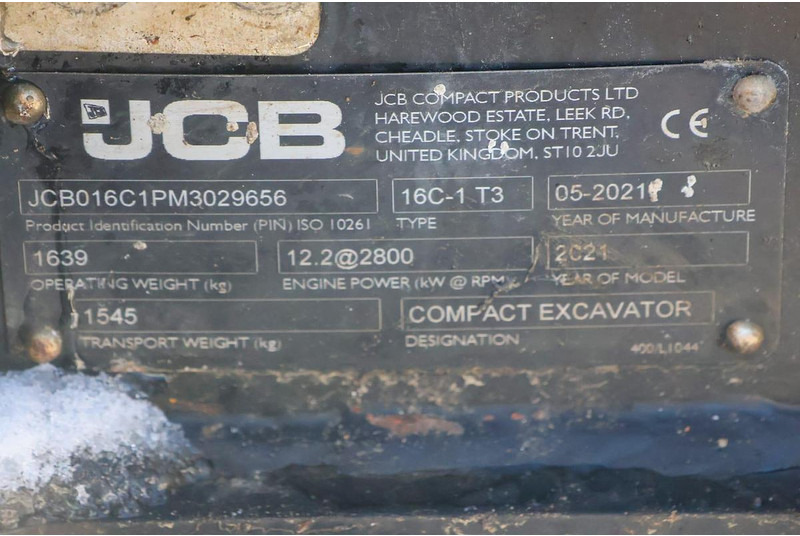 JCB
JCB COMPACT PRODUCTS LTD
HAREWOOD ESTATE, LEEK RD,
CHEADLE, STOKE ON TRENT,
UNITED KINGDOM. ST10 2JU
CE
JCB016C1PM3029656
Product Identification Number (PIN) ISO 10261
16C-1 T3
TYPE
05-2021
YEAR OF MANUFACTURE
1639
OPERATING WEIGHT (kg)
12.2@2800
ENGINE POWER (kW @ RPM)
2021
YEAR OF MODEL
1545
TRANSPORT WEIGHT (kg)
COMPACT EXCAVATOR
DESIGNATION
400/L1044